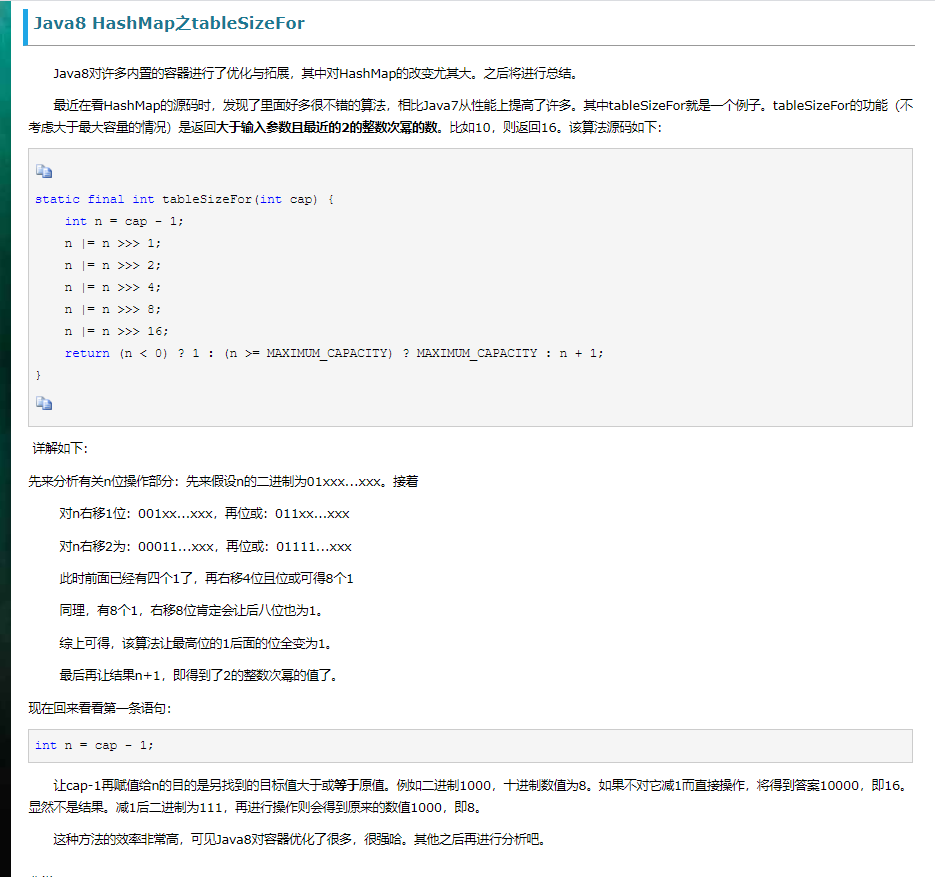 Java8 HashMap之tableSizeFor
Java8对许多内置的容器进行了优化与拓展，其中对HashMap的改变尤其大。之后将进行总结。
最近在看HashMap的源码时，发现了里面好多很不错的算法，相比Java7从性能上提高了许多。其中tableSizeFor就是一个例子。tableSizeFor的功能（不
考虑大于最大容量的情况）是返回大于输入参数且最近的2的整数次幂的数。比如10，则返回16。该算法源码如下：
static final int tableSizeFor(int cap) {
    int n = cap - 1;
    n |= n >>> 1;
    n |= n >>> 2;
    n |= n >>> 4;
    n |= n >>> 8;
    n |= n >>> 16;
    return (n < 0) ? 1 : (n >= MAXIMUM_CAPACITY) ? MAXIMUM_CAPACITY : n + 1;
}
详解如下：
先来分析有关n位操作部分：先来假设n的二进制为01xxx...xxx。接着
对n右移1位：001xx...xxx，再位或：011xx...xxx
对n右移2为：00011...xxx，再位或：01111...xxx
此时前面已经有四个1了，再右移4位且位或可得8个1
同理，有8个1，右移8位肯定会让后八位也为1。
综上可得，该算法让最高位的1后面的位全变为1。
最后再让结果n+1，即得到了2的整数次幂的值了。
现在回来看看第一条语句：
int n = cap - 1;
让cap-1再赋值给n的目的是另找到的目标值大于或等于原值。例如二进制1000，十进制数值为8。如果不对它减1而直接操作，将得到答案10000，即16。
显然不是结果。减1后二进制为111，再进行操作则会得到原来的数值1000，即8。
这种方法的效率非常高，可见Java8对容器优化了很多，很强哈。其他之后再进行分析吧。